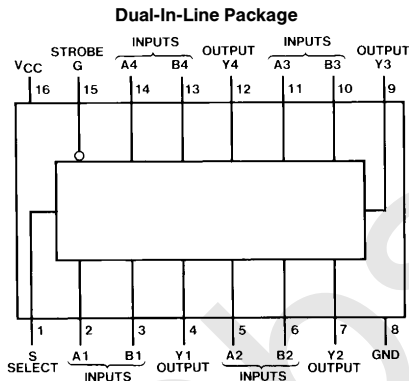 Dual-In-Line Package
STROBE INPUTS OUTPUT INPUTS OUTPUT
VCC G A4 B4 Y4 A3 B3 Y3
16 15 14 13 12 11 10 9
1 2 3 4 5 6 7 8
S A1 B1 Y1 A2 B2 Y2 GND
SELECT OUTPUT OUTPUT
INPUTS INPUTS